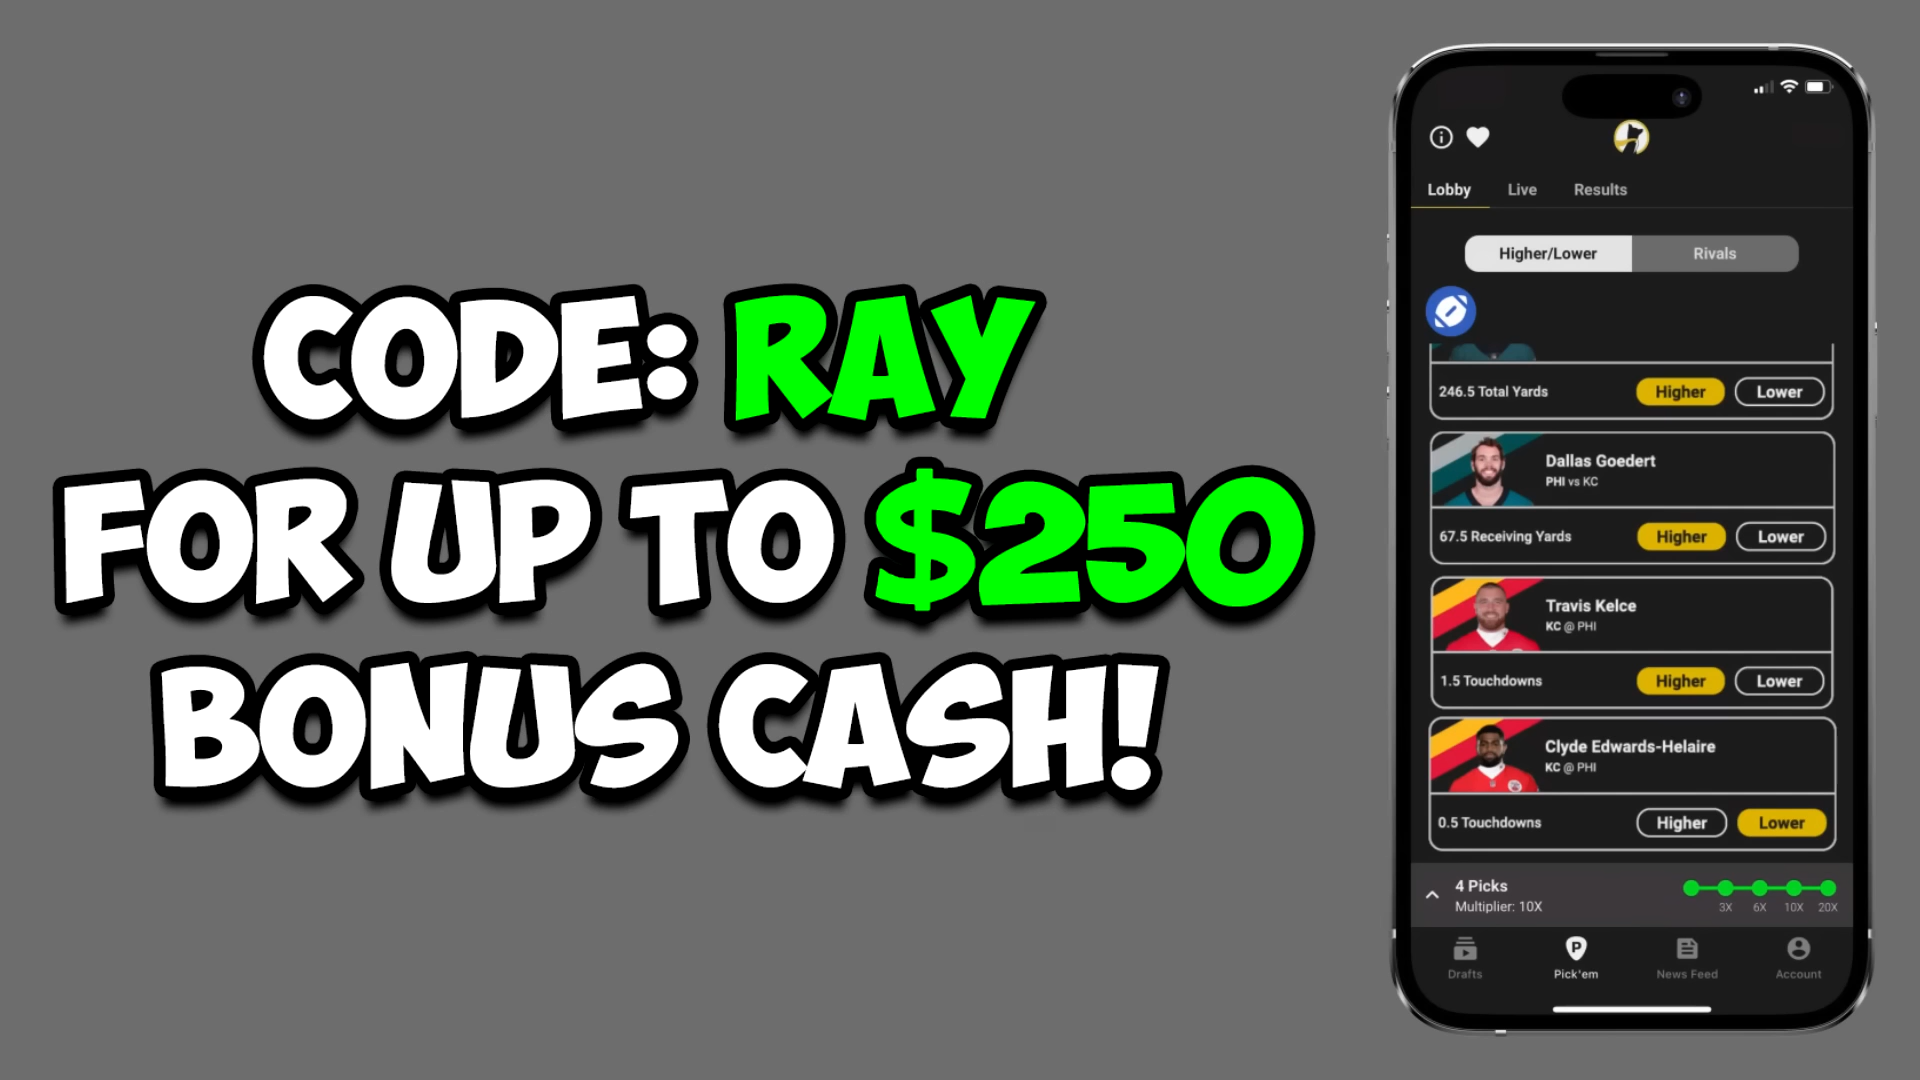 CODE: RAY
FOR UP TO $250
BONUS CASH!
Lobby Live Results
Higher/Lower Rivals
246.5 Total Yards Higher Lower
Dallas Goedert
PHI vs KC
67.5 Receiving Yards Higher Lower
Travis Kelce
KC @ PHI
1.5 Touchdowns Higher Lower
Clyde Edwards-Helaire
KC @ PHI
0.5 Touchdowns Higher Lower
4 Picks
Multiplier: 10X
3X 6X 10X 20X
P
Drafts Pick'em News Feed Account